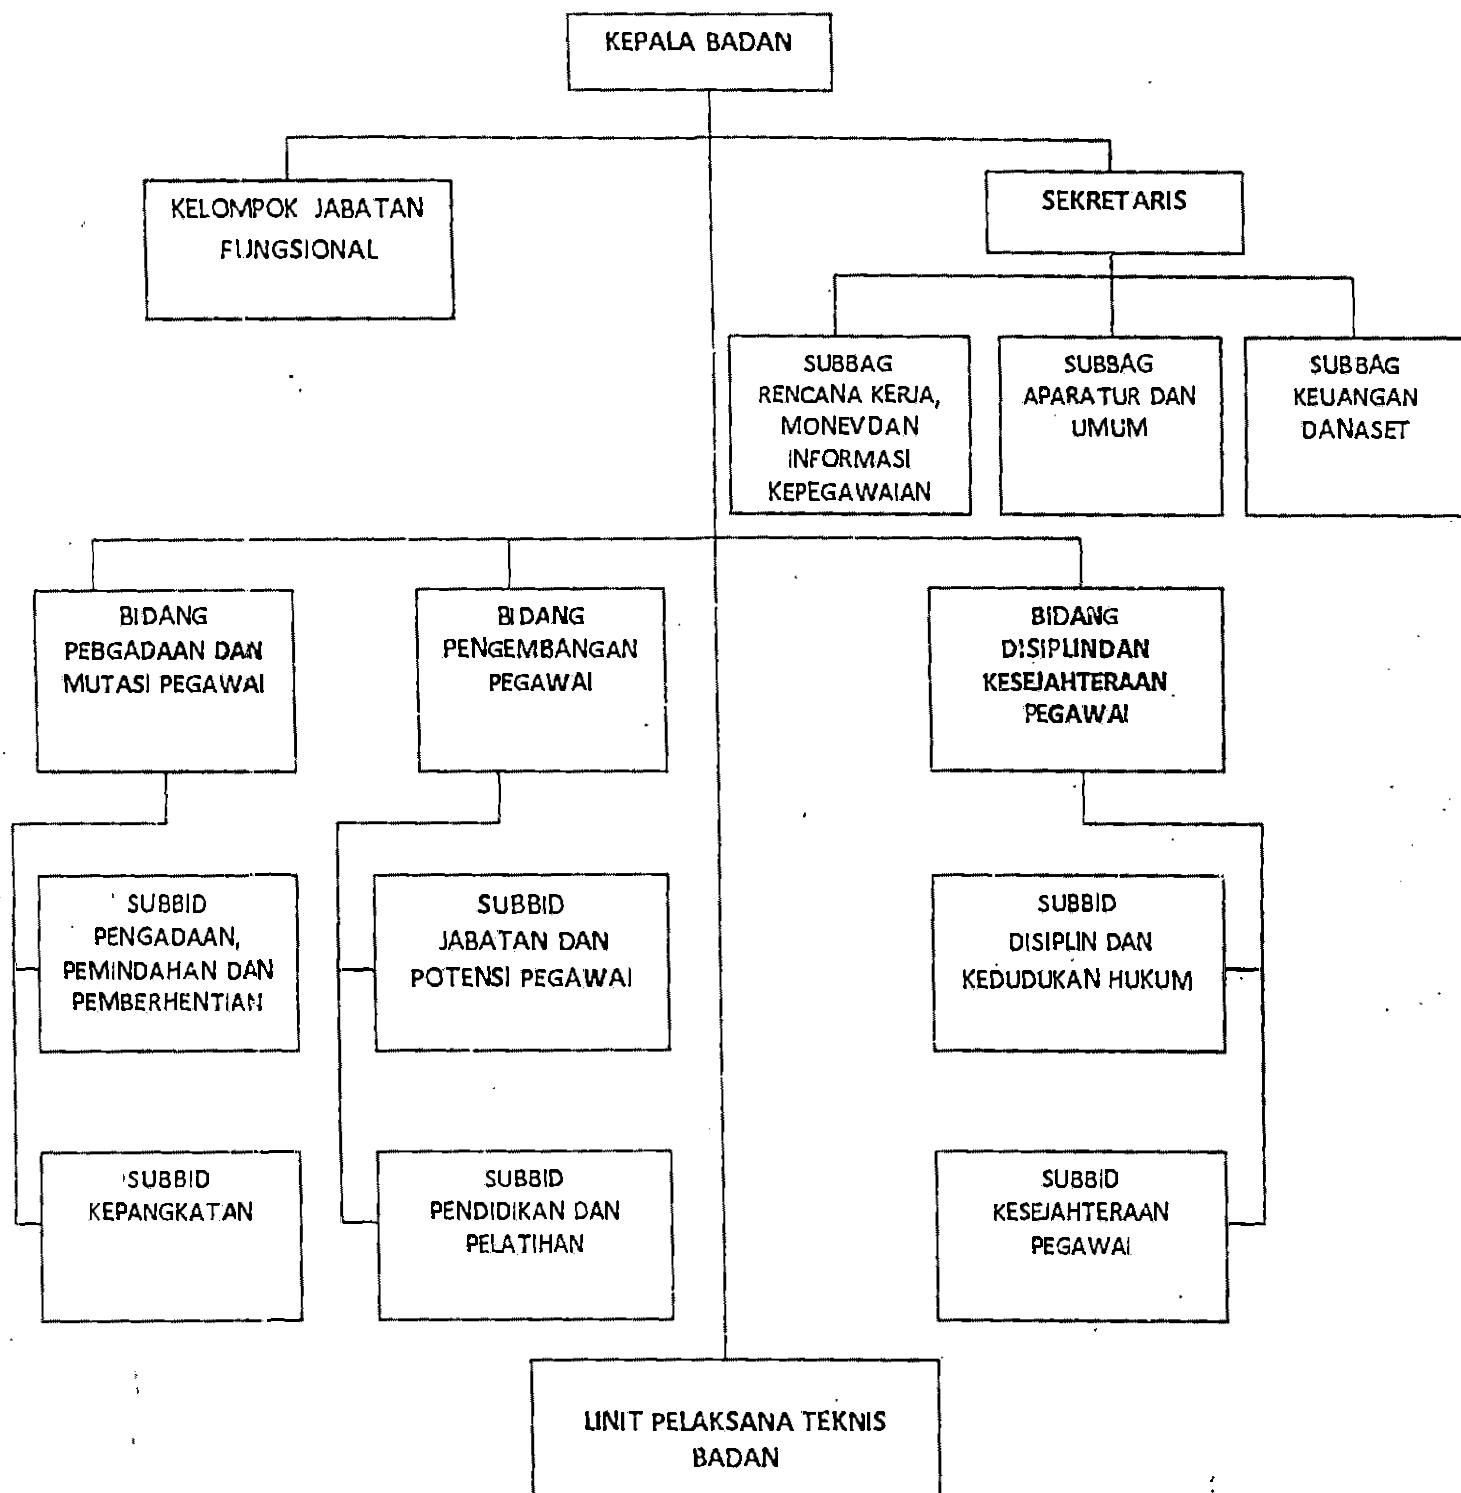 KEPALA BADAN
KELOMPOK JABATAN
FUNGSIONAL
SEKRETARIS
SUBBAG
RENCANA KERJA,
MONEVDAN
INFORMASI
KEPEGAWAIAN
SUBBAG
APARATUR DAN
UMUM
SUBBAG
KEUANGAN
DANASET
BIDANG
PEBGADAAN DAN
MUTASI PEGAWAI
BIDANG
PENGEMBANGAN
PEGAWAI
BIDANG
DISIPLINDAN
KESEJAHTERAAN
PEGAWAI
SUBBID
PENGADAAN,
PEMINDAHAN DAN
PEMBERHENTIAN
SUBBID
JABATAN DAN
POTENSI PEGAWAI
SUBBID
DISIPLIN DAN
KEDUDUKAN HUKUM
SUBBID
KEPANGKATAN
SUBBID
PENDIDIKAN DAN
PELATIHAN
SUBBID
KESEJAHTERAAN
PEGAWAI
UNIT PELAKSANA TEKNIS
BADAN